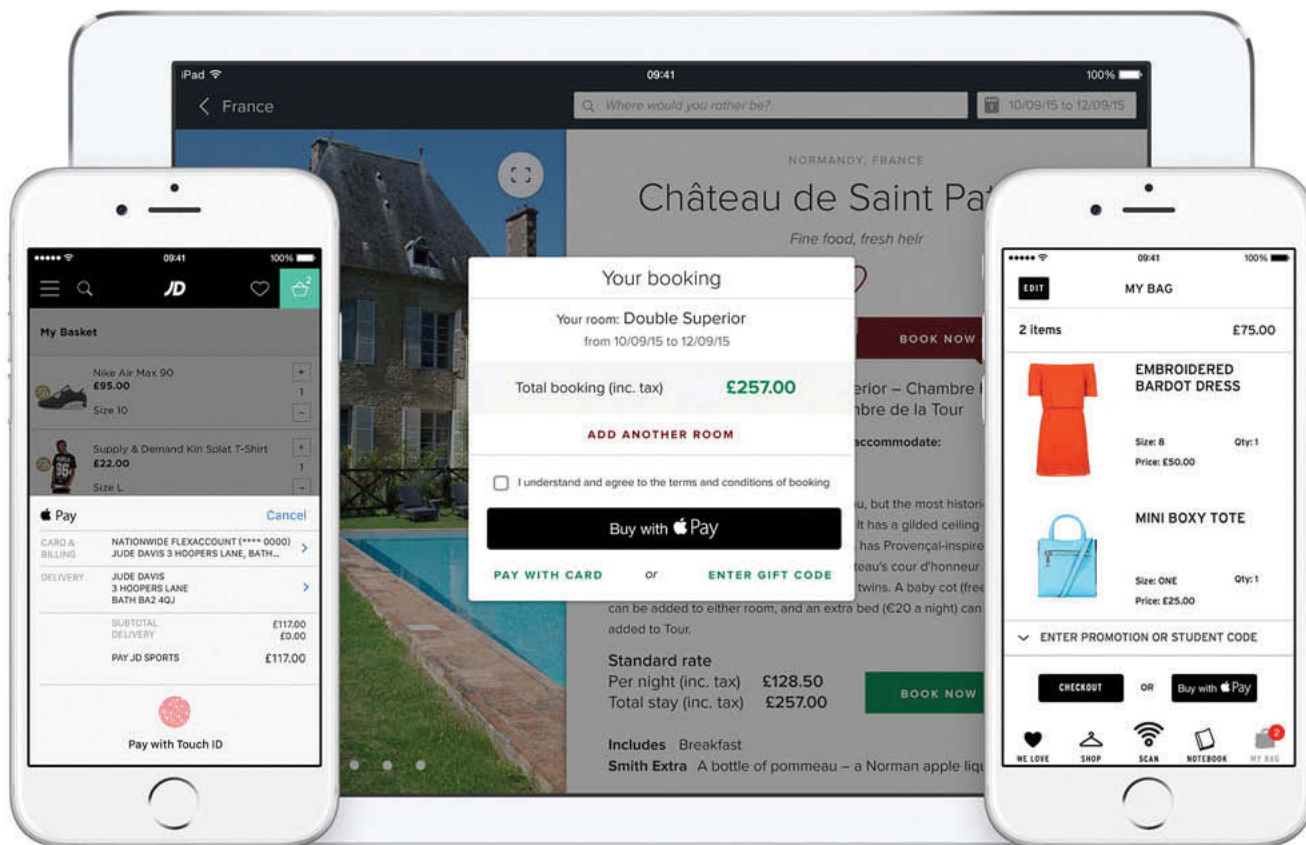 iPad
09:41
100%
France
Where would you rather be?
10/09/15 to 12/09/15
NORMANDY, FRANCE
Château de Saint Pat
Fine food, fresh heir
BOOK NOW
erior – Chambre
mbre de la Tour
accommodate:
u, but the most histori
It has a gilded ceiling
has Provençal-inspire
teau's cour d'honneur
twins. A baby cot (free
can be added to either room, and an extra bed (€20 a night) can
added to Tour.
Standard rate
Per night (inc. tax) £128.50
Total stay (inc. tax) £257.00
BOOK NOW
Includes Breakfast
Smith Extra A bottle of pommeau – a Norman apple liqu
Your booking
Your room: Double Superior
from 10/09/15 to 12/09/15
Total booking (inc. tax) £257.00
ADD ANOTHER ROOM
I understand and agree to the terms and conditions of booking
Buy with Pay
PAY WITH CARD or ENTER GIFT CODE
09:41
100%
JD
2
My Basket
Nike Air Max 90
£95.00
Size 10
+
1
−
Supply & Demand Kin Splat T-Shirt
£22.00
Size L
+
1
−
96
Pay
Cancel
CARD & BILLING
NATIONWIDE FLEXACCOUNT (**** 0000)
JUDE DAVIS 3 HOOPERS LANE, BATH...
DELIVERY
JUDE DAVIS
3 HOOPERS LANE
BATH BA2 4QJ
SUBTOTAL £117.00
DELIVERY £0.00
PAY JD SPORTS £117.00
Pay with Touch ID
09:41
100%
EDIT
MY BAG
2 items £75.00
EMBROIDERED
BARDOT DRESS
Size: 8 Qty: 1
Price: £50.00
MINI BOXY TOTE
Size: ONE Qty: 1
Price: £25.00
ENTER PROMOTION OR STUDENT CODE
CHECKOUT OR Buy with Pay
2
WE LOVE SHOP SCAN NOTEBOOK MY BAG